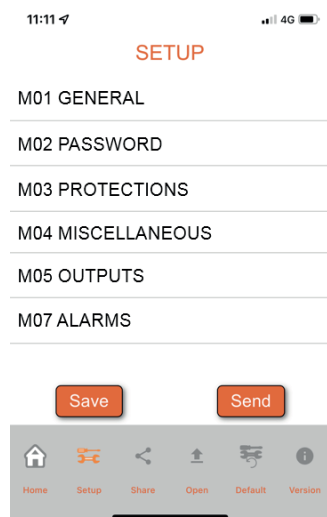 11:11 4G
SETUP
M01 GENERAL
M02 PASSWORD
M03 PROTECTIONS
M04 MISCELLANEOUS
M05 OUTPUTS
M07 ALARMS
Save Send
Home Setup Share Open Default Version